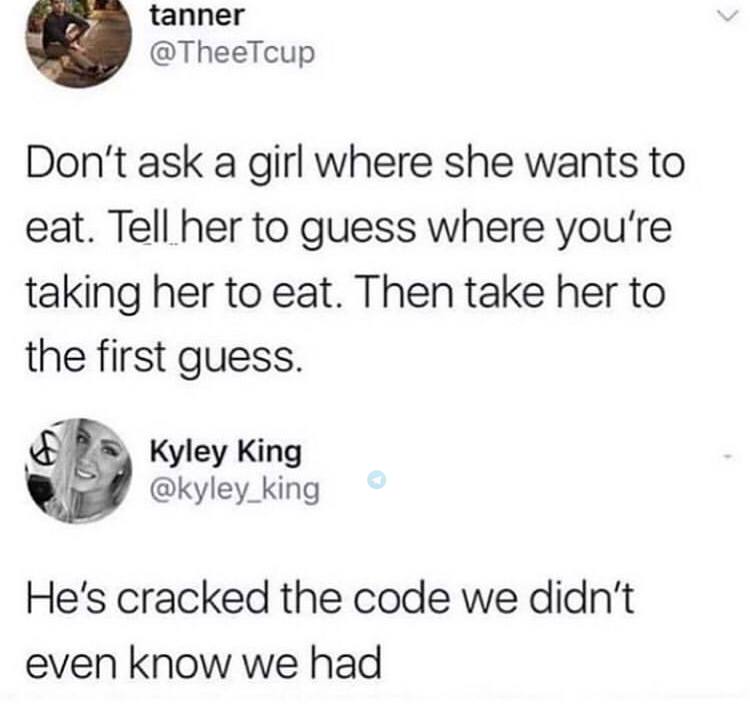 tanner
@TheeTcup
Don't ask a girl where she wants to
eat. Tell her to guess where you're
taking her to eat. Then take her to
the first guess.
Kyley King
@kyley_king
He's cracked the code we didn't
even know we had